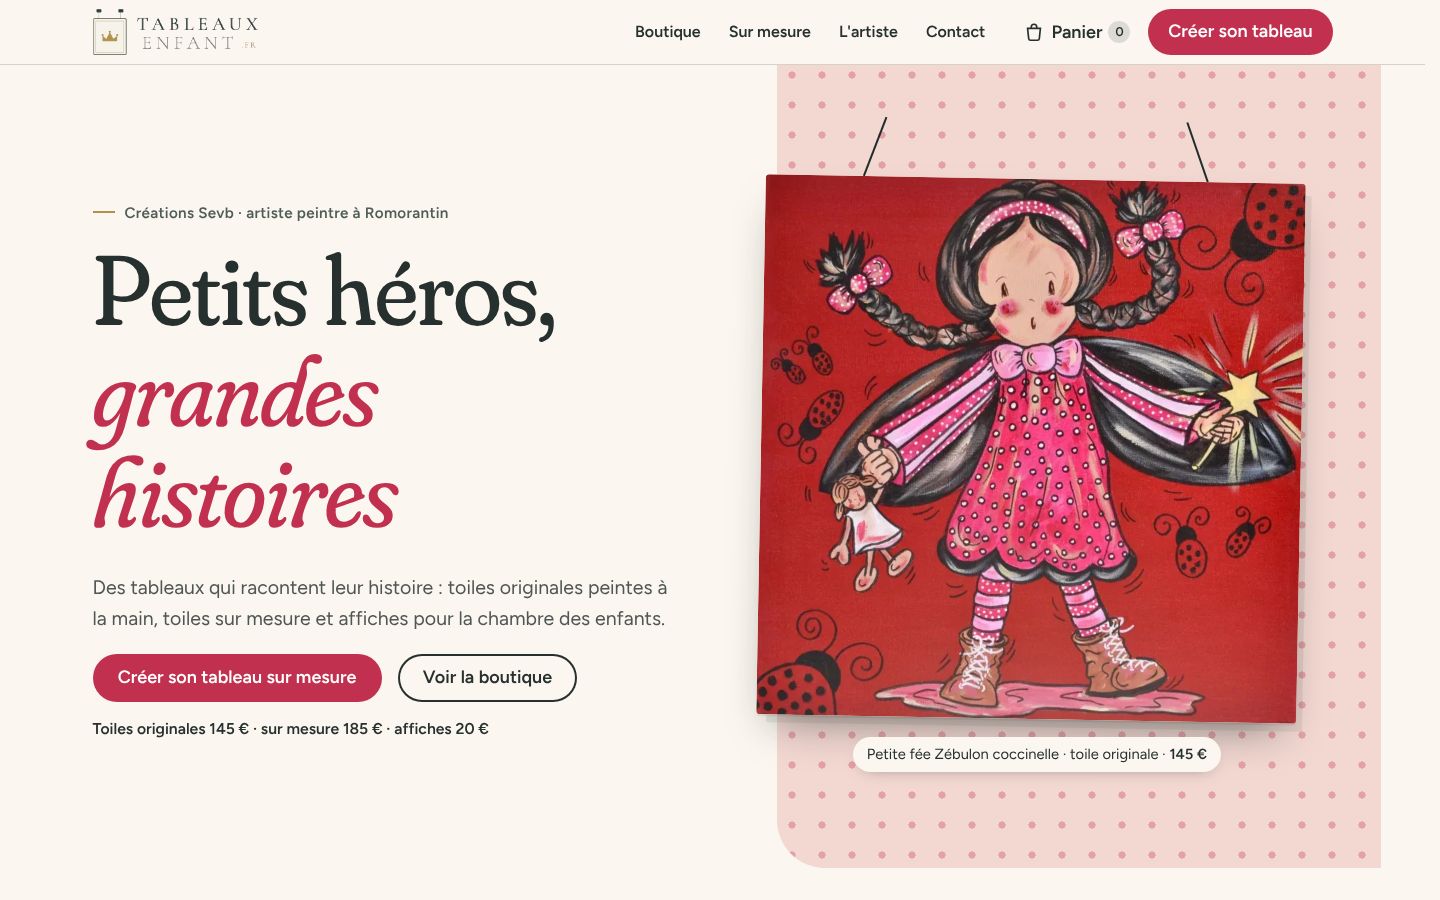 TABLEAUX
ENFANT .FR
Boutique
Sur mesure
L'artiste
Contact
Panier 0
Créer son tableau
Créations Sevb · artiste peintre à Romorantin
Petits héros,
grandes
histoires
Des tableaux qui racontent leur histoire : toiles originales peintes à
la main, toiles sur mesure et affiches pour la chambre des enfants.
Créer son tableau sur mesure
Voir la boutique
Toiles originales 145 € · sur mesure 185 € · affiches 20 €
Petite fée Zébulon coccinelle · toile originale · 145 €